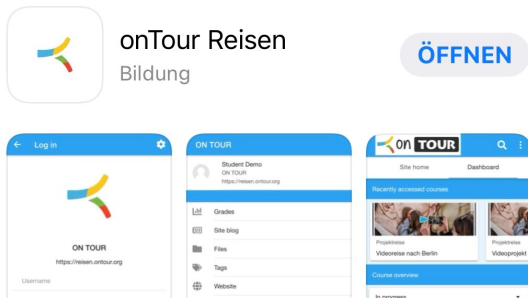 onTour Reisen
Bildung
ÖFFNEN
Log in
ON TOUR
https://reisen.ontour.org
Username
ON TOUR
Student Demo
ON TOUR
https://reisen.ontour.org
Grades
Site blog
Files
Tags
Website
on TOUR
Site home
Dashboard
Recently accessed courses
Projektreise
Videoreise nach Berlin
Projektreise
Videoprojekt
Course overview
In progress